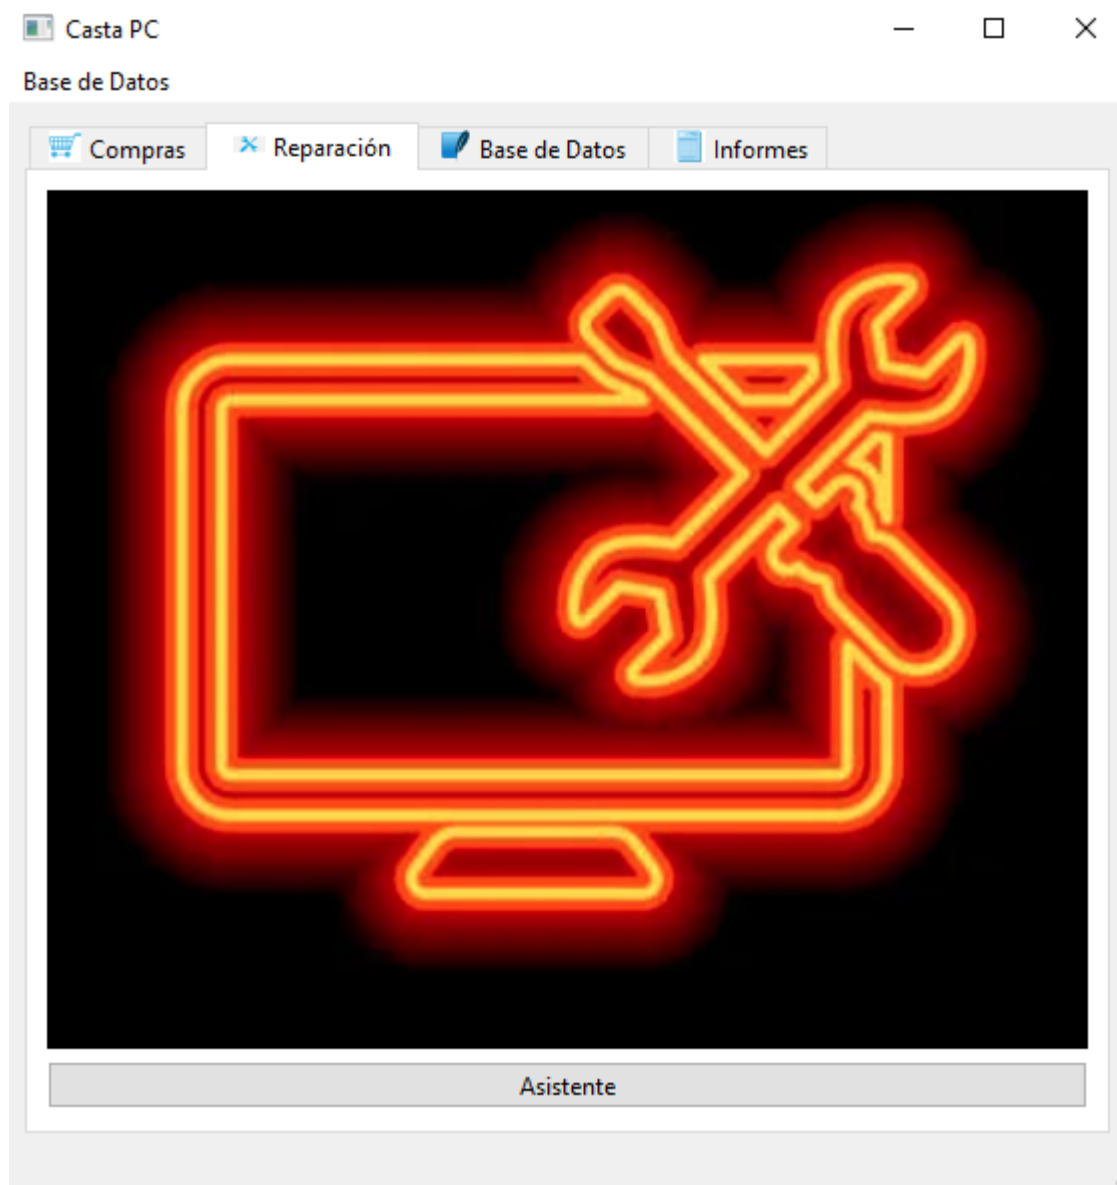 Casta PC
Base de Datos
Compras Reparación Base de Datos Informes
Asistente